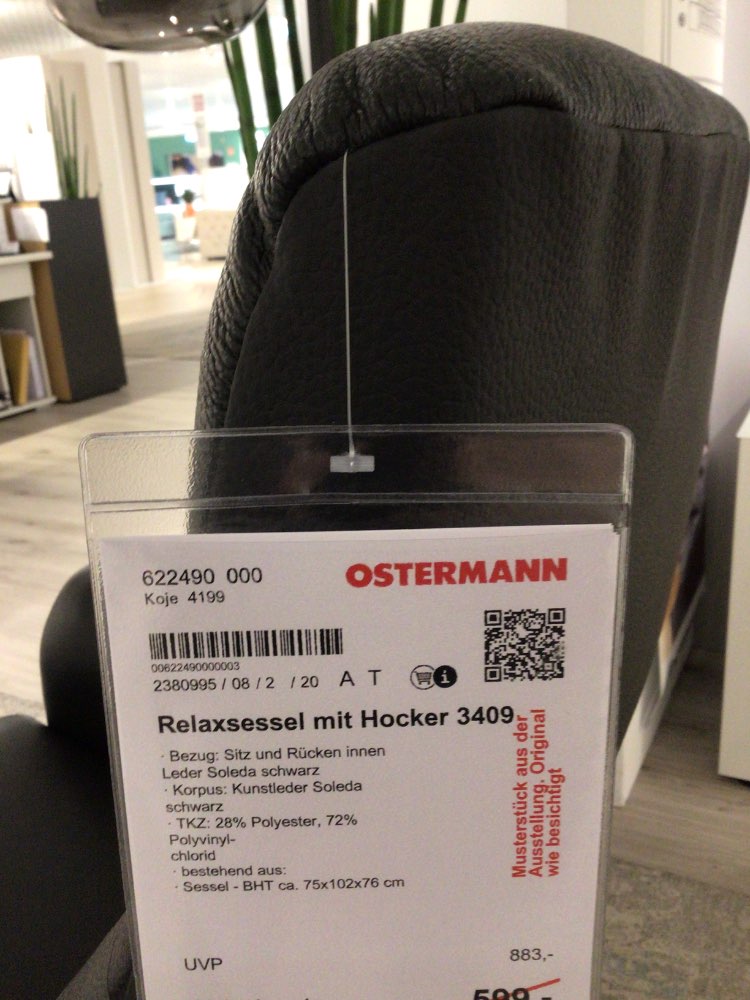 622490 000
OSTERMANN
Koje 4199
00622490000003
2380995 / 08 / 2 / 20 A T
Relaxsessel mit Hocker 3409
· Bezug: Sitz und Rücken innen
Leder Soleda schwarz
· Korpus: Kunstleder Soleda
schwarz
· TKZ: 28% Polyester, 72%
Polyvinyl-
chlorid
· bestehend aus:
· Sessel - BHT ca. 75x102x76 cm
Musterstück aus der
Ausstellung. Original
wie besichtigt
UVP 883,-
599,-